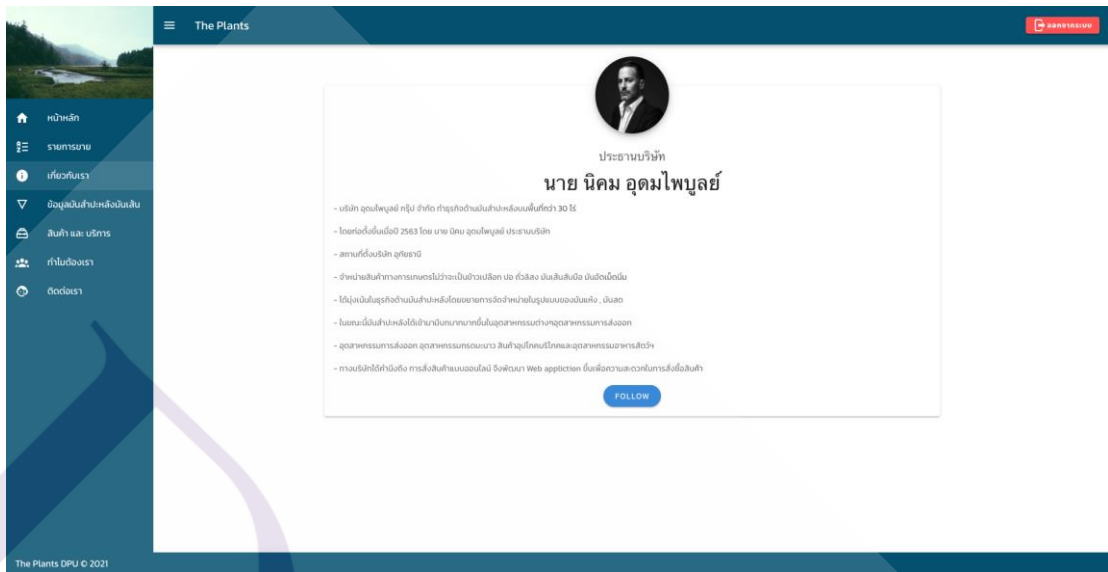 The Plants
ออกจากระบบ
หน้าหลัก
รายการขาย
เกี่ยวกับเรา
ข้อมูลมันสำปะหลังมันเส้น
สินค้า และ บริการ
ทำไมต้องเรา
ติดต่อเรา
ประธานบริษัท
นาย นิคม อุดมไพบูลย์
- บริษัท อุดมไพบูลย์ กรุ๊ป จำกัด ทำธุรกิจด้านมันสำปะหลังบนพื้นที่กว่า 30 ไร่
- โดยก่อตั้งขึ้นเมื่อปี 2563 โดย นาย นิคม อุดมไพบูลย์ ประธานบริษัท
- สถานที่ตั้งบริษัท อุทัยธานี
- จำหน่ายสินค้าทางการเกษตรไม่ว่าจะเป็นข้าวเปลือก ปอ ถั่วลิสง มันเส้นสับมือ มันอัดเม็ดนิ่ม
- ได้มุ่งเน้นในธุรกิจด้านมันสำปะหลังโดยขยายการจัดจำหน่ายในรูปแบบของมันแห้ง , มันสด
- ในขณะนี้มันสำปะหลังได้เข้ามามีบทบาทมากขึ้นในอุตสาหกรรมต่างๆอุตสาหกรรมการส่งออก
- อุตสาหกรรมการส่งออก อุตสาหกรรมกรดมะนาว สินค้าอุปโภคบริโภคและอุตสาหกรรมอาหารสัตว์ฯ
- ทางบริษัทได้คำนึงถึง การสั่งสินค้าแบบออนไลน์ จึงพัฒนา Web appliction ขึ้นเพื่อความสะดวกในการสั่งซื้อสินค้า
FOLLOW
The Plants DPU © 2021